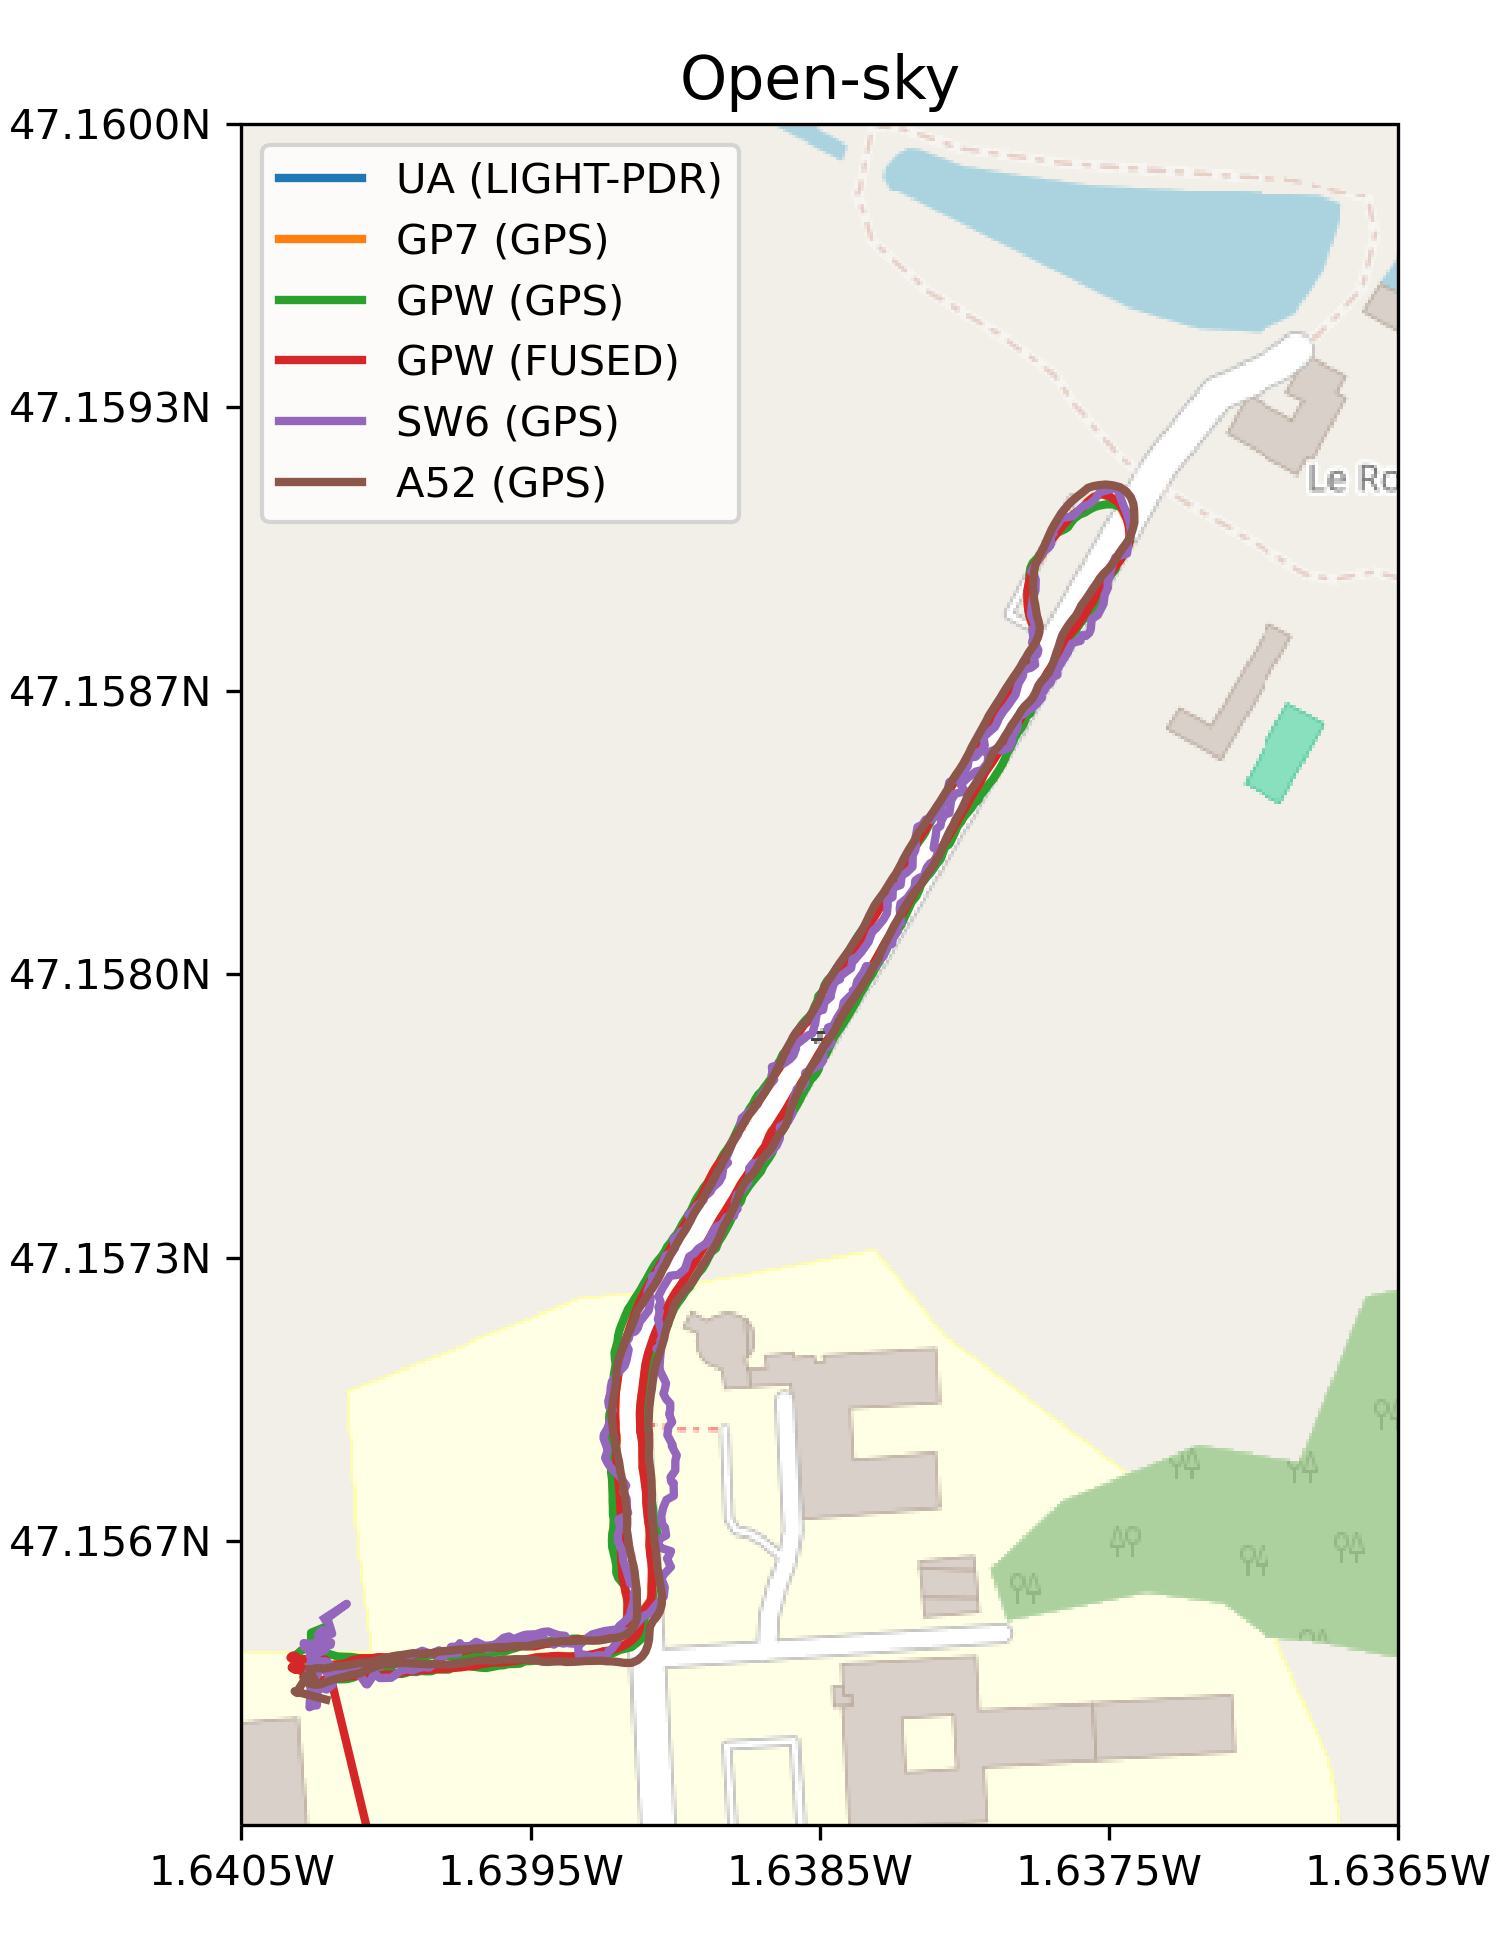 Open-sky
47.1600N
UA (LIGHT-PDR)
GP7 (GPS)
GPW (GPS)
GPW (FUSED)
SW6 (GPS)
A52 (GPS)
47.1593N
Le Ro
47.1587N
47.1580N
47.1573N
47.1567N
1.6405W 1.6395W 1.6385W 1.6375W 1.6365W